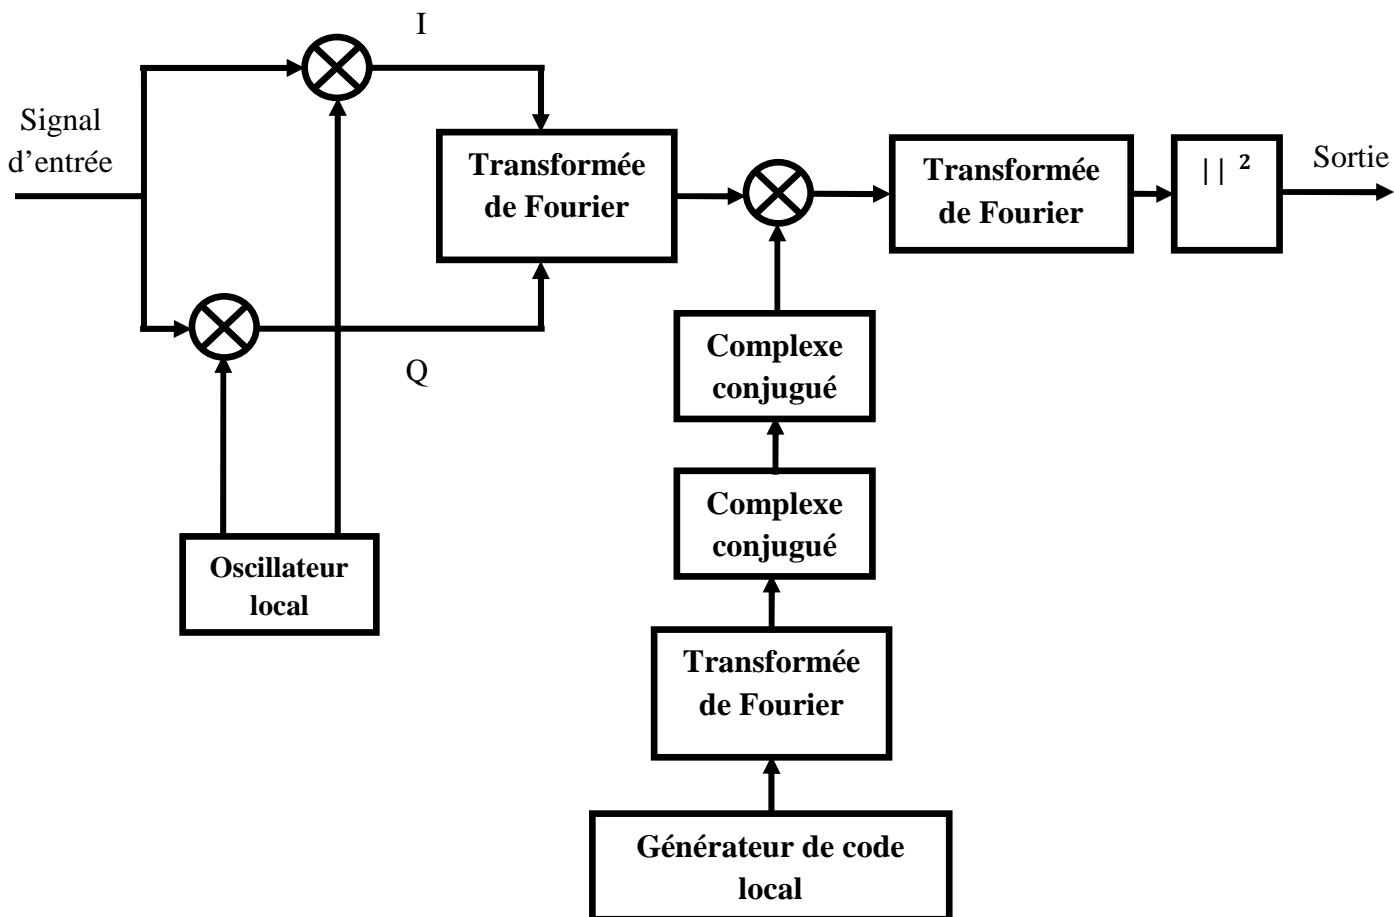 I
Signal
d’entrée
Transformée
de Fourier
Transformée
de Fourier
| | ²
Sortie
Q
Complexe
conjugué
Complexe
conjugué
Oscillateur
local
Transformée
de Fourier
Générateur de code
local